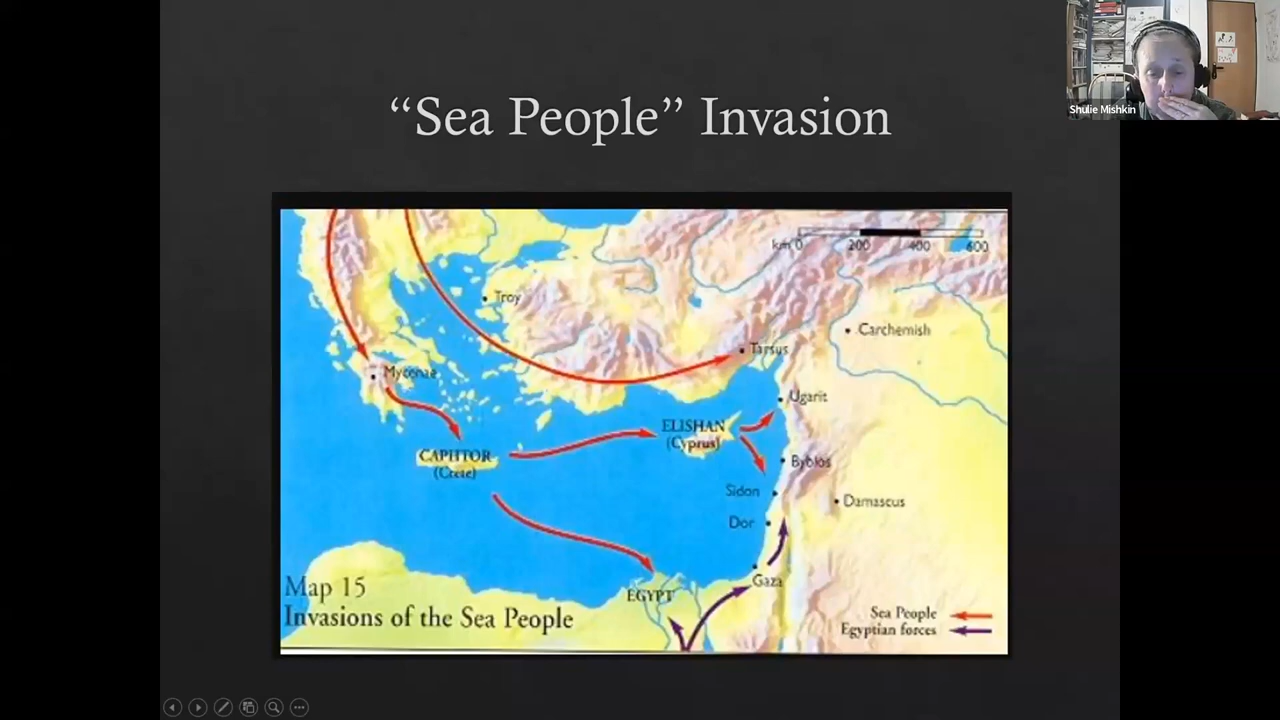 “Sea People” Invasion
Shulie Mishkin
km 0 200 400 600
Troy
Carchemish
Tarsus
Mycenae
Ugarit
ELISHAN
(Cyprus)
CAPHTOR
(Crete)
Byblos
Sidon
Damascus
Dor
Gaza
EGYPT
Map 15
Invasions of the Sea People
Sea People
Egyptian forces